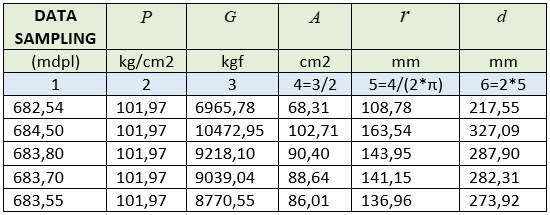 DATA SAMPLING P G A r d
(mdpl) kg/cm2 kgf cm2 mm mm
1 2 3 4=3/2 5=4/(2*π) 6=2*5
682,54 101,97 6965,78 68,31 108,78 217,55
684,50 101,97 10472,95 102,71 163,54 327,09
683,80 101,97 9218,10 90,40 143,95 287,90
683,70 101,97 9039,04 88,64 141,15 282,31
683,55 101,97 8770,55 86,01 136,96 273,92